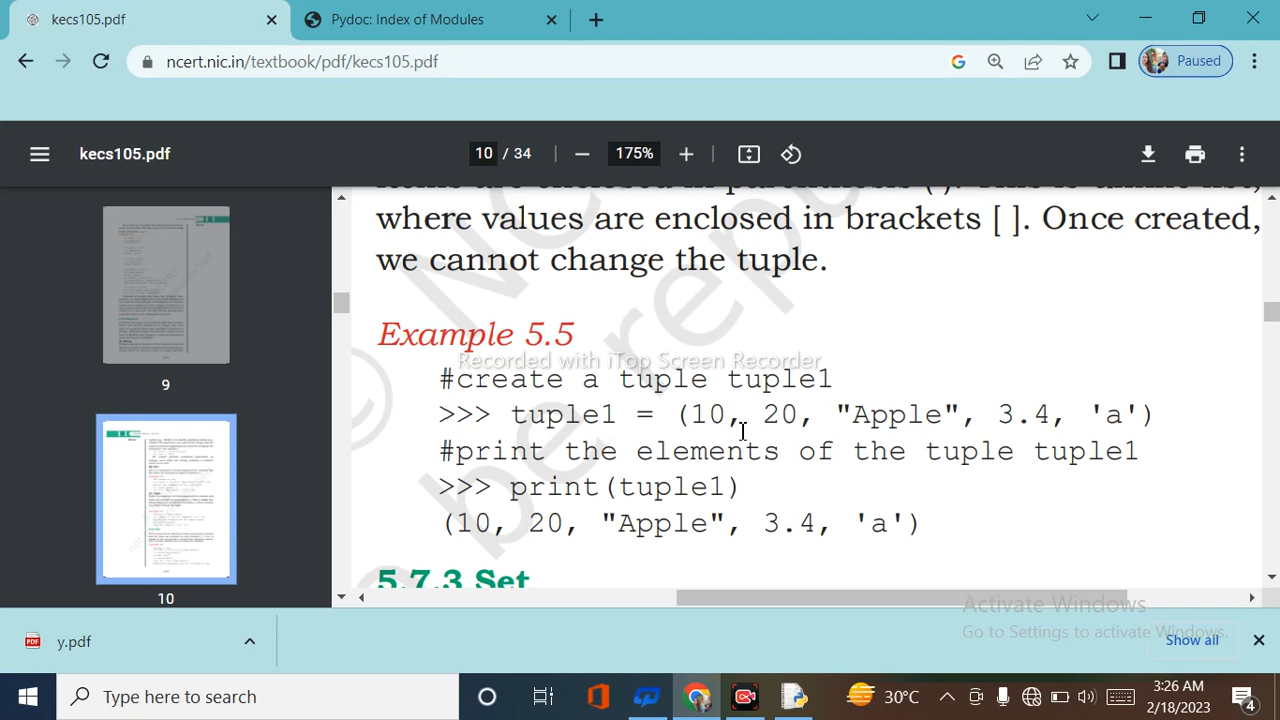 kecs105.pdf
Pydoc: Index of Modules
ncert.nic.in/textbook/pdf/kecs105.pdf
Paused
kecs105.pdf
10 / 34
175%
where values are enclosed in brackets [ ]. Once created,
we cannot change the tuple.
Example 5.5
Recorded with iTop Screen Recorder
#create a tuple tuple1
>>> tuple1 = (10, 20, "Apple", 3.4, 'a')
#print the elements of the tuple tuple1
>>> print(tuple1)
(10, 20, "Apple", 3.4, 'a')
5.7.3 Set
9
10
Activate Windows
Go to Settings to activate Windows.
y.pdf
Show all
Type here to search
30°C
3:26 AM
2/18/2023
4